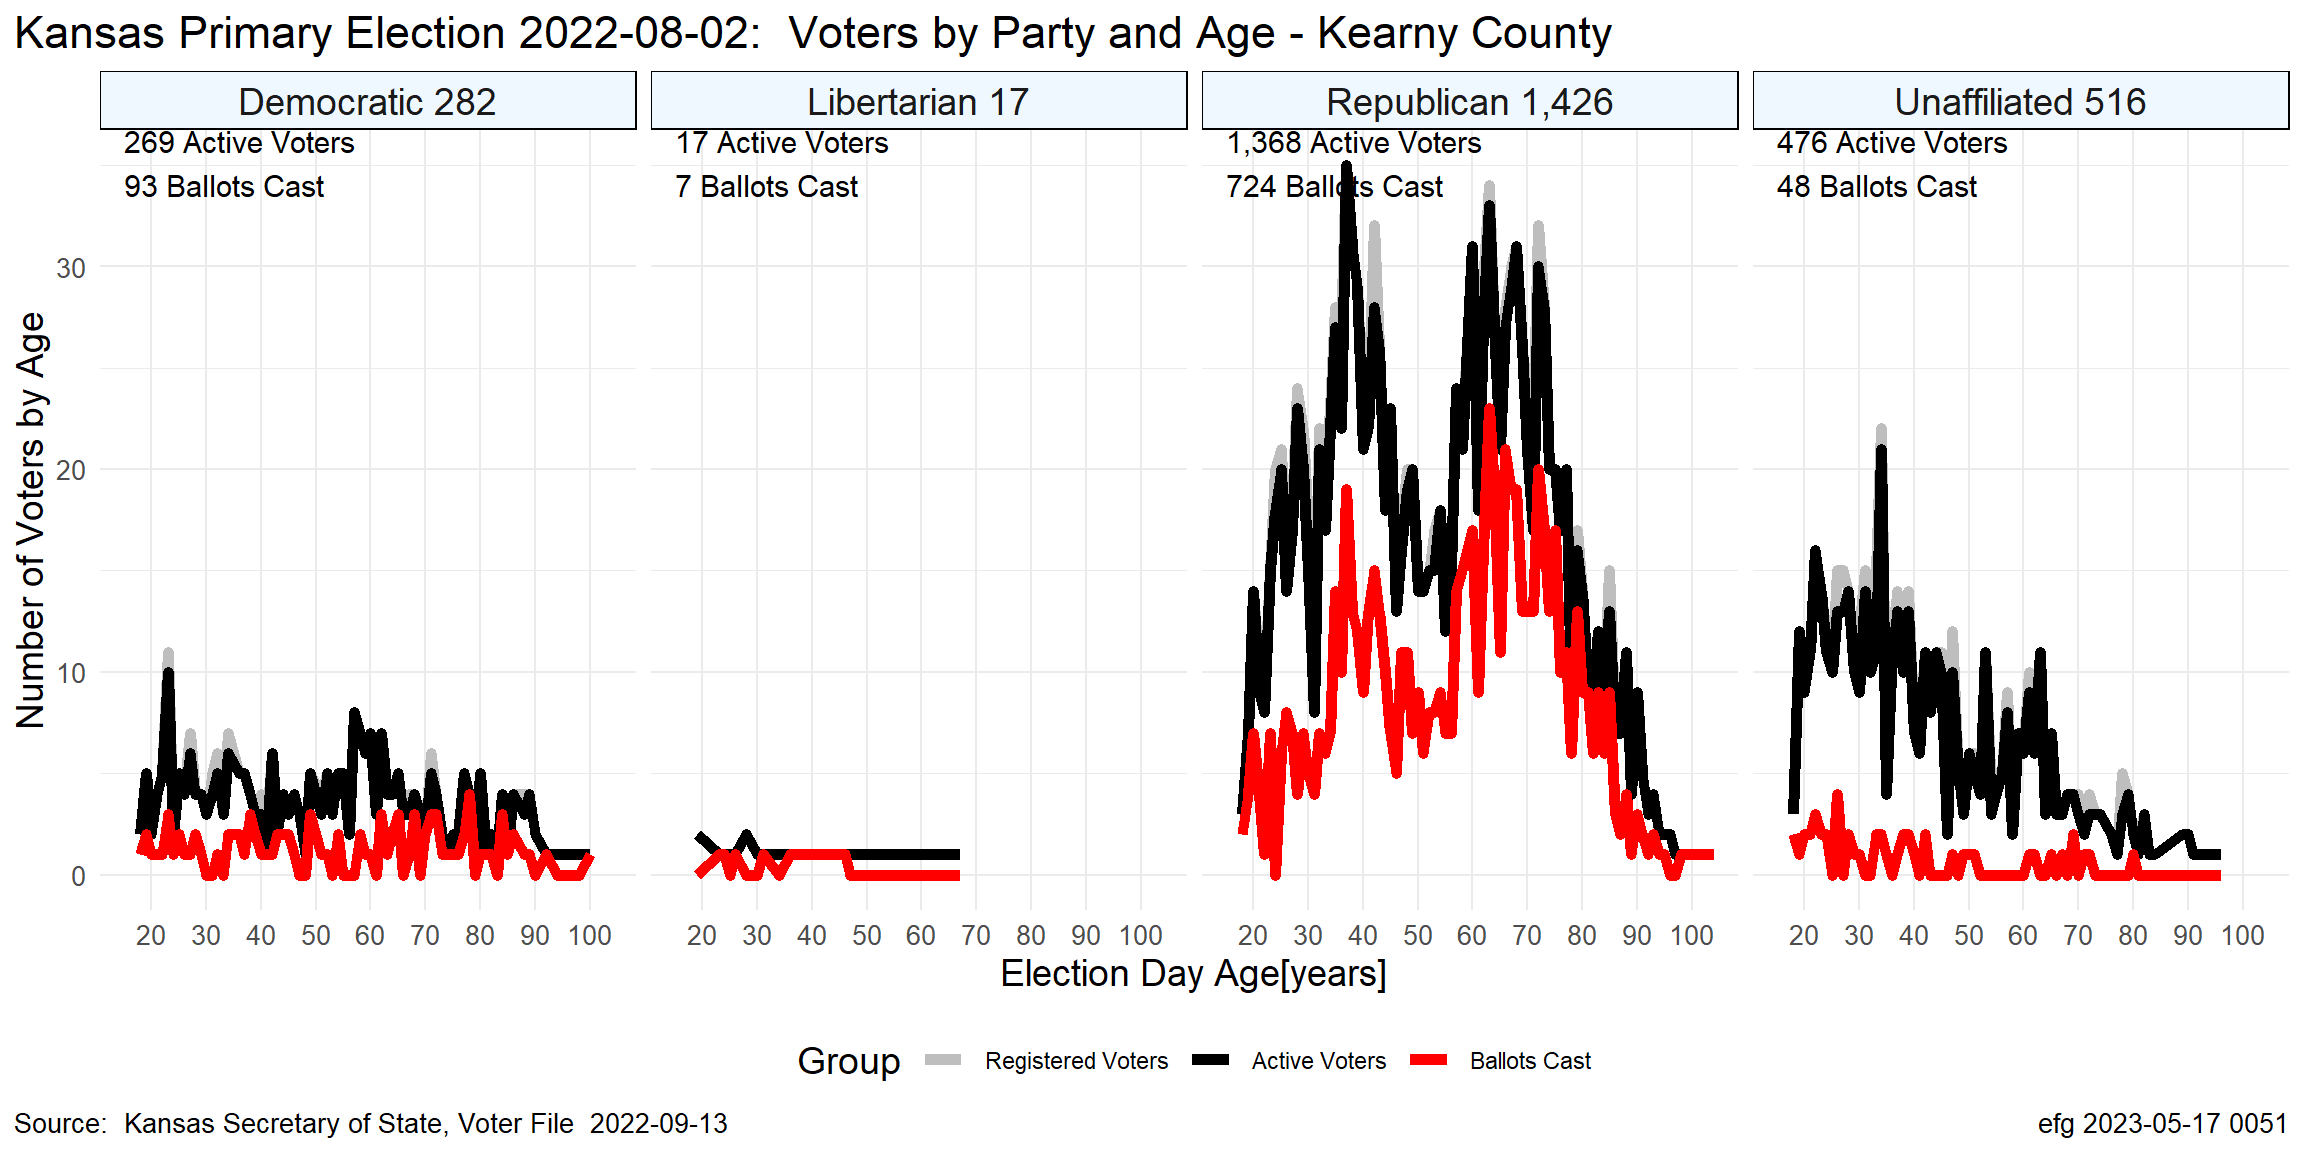 Kansas Primary Election 2022-08-02:  Voters by Party and Age - Kearny County
Democratic 282
Libertarian 17
Republican 1,426
Unaffiliated 516
269 Active Voters
93 Ballots Cast
17 Active Voters
7 Ballots Cast
1,368 Active Voters
724 Ballots Cast
476 Active Voters
48 Ballots Cast
Number of Voters by Age
30
20
10
0
20 30 40 50 60 70 80 90 100
20 30 40 50 60 70 80 90 100
20 30 40 50 60 70 80 90 100
20 30 40 50 60 70 80 90 100
Election Day Age[years]
Group Registered Voters Active Voters Ballots Cast
Source:  Kansas Secretary of State, Voter File  2022-09-13
efg 2023-05-17 0051